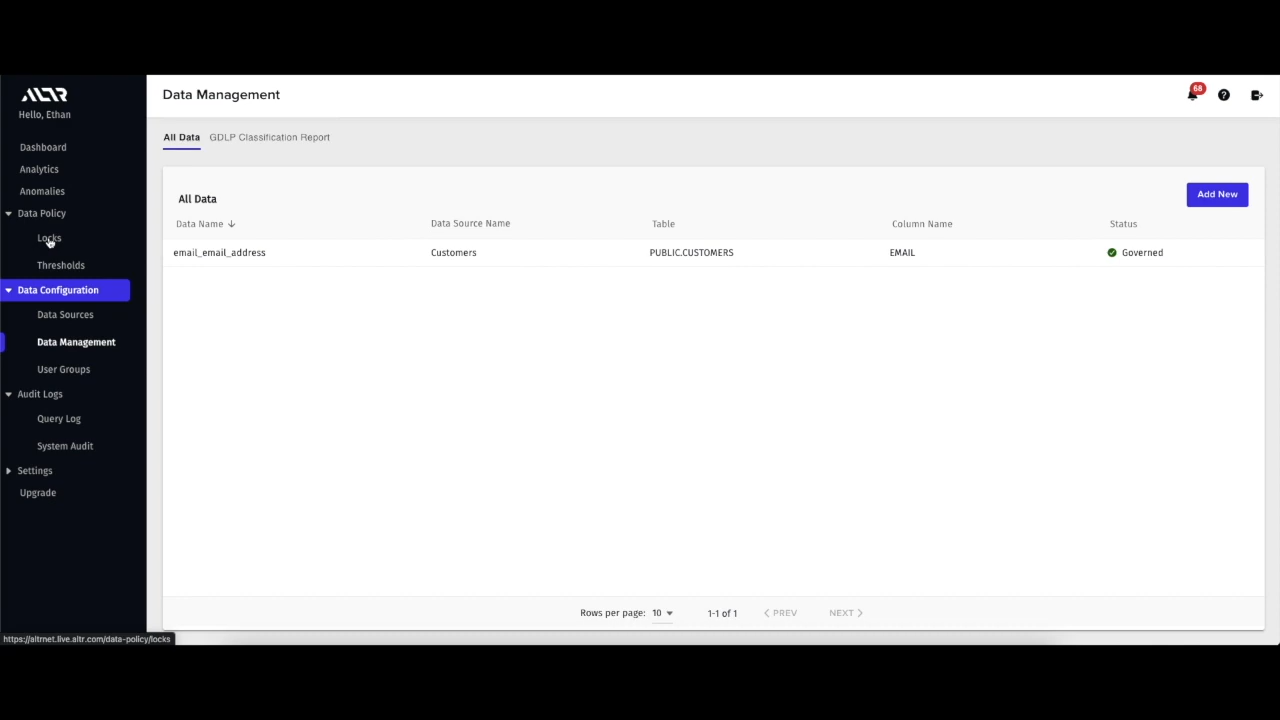 ALTR
Hello, Ethan
Dashboard
Analytics
Anomalies
Data Policy
Locks
Thresholds
Data Configuration
Data Sources
Data Management
User Groups
Audit Logs
Query Log
System Audit
Settings
Upgrade
Data Management
68
All Data GDLP Classification Report
All Data
Add New
Data Name Data Source Name Table Column Name Status
email_email_address Customers PUBLIC.CUSTOMERS EMAIL Governed
Rows per page: 10 1-1 of 1 PREV NEXT
https://altrnet.live.altr.com/data-policy/locks